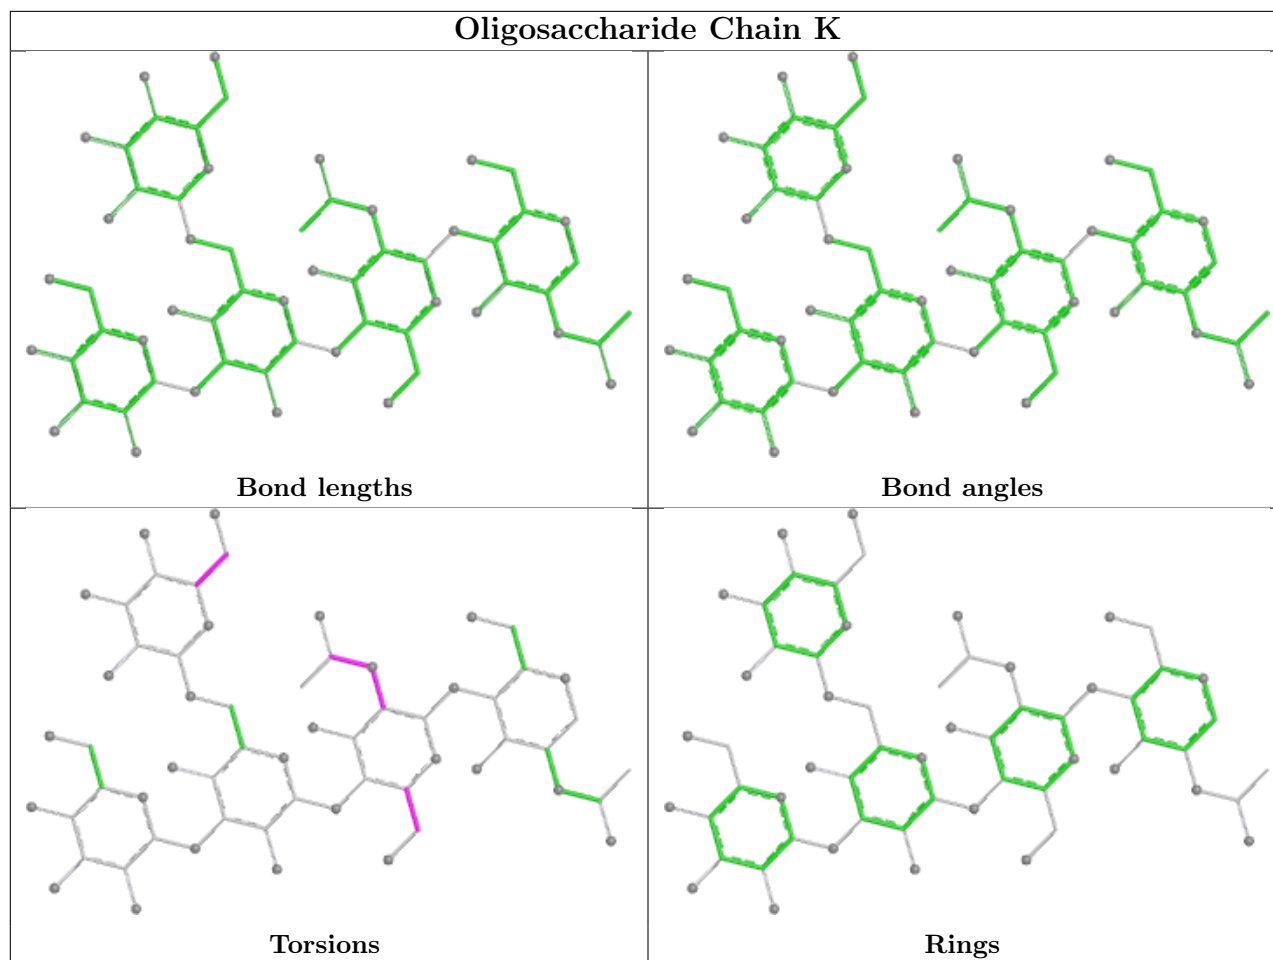 Oligosaccharide Chain K
Bond lengths
Bond angles
Torsions
Rings